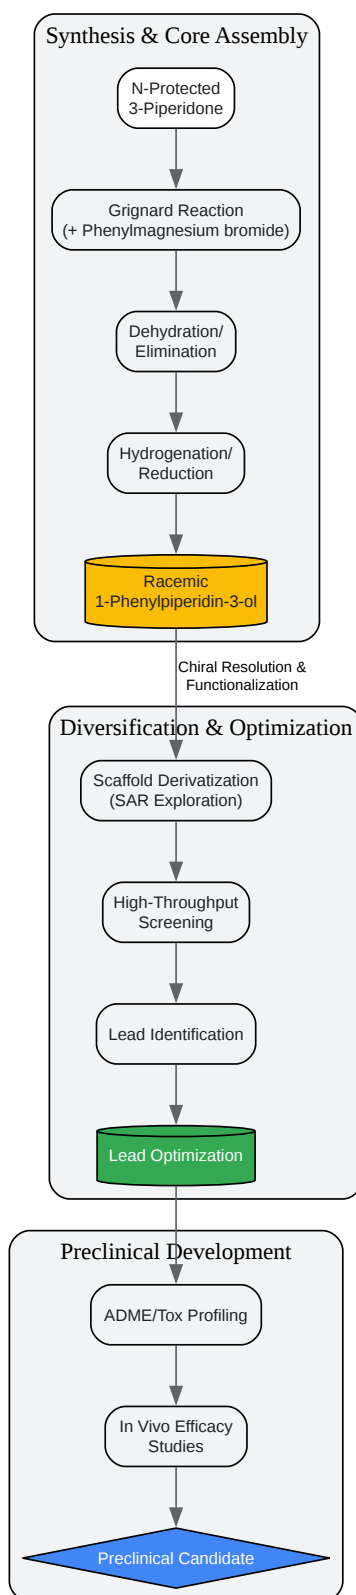 Synthesis & Core Assembly
N-Protected
3-Piperidone
Grignard Reaction
(+ Phenylmagnesium bromide)
Dehydration/
Elimination
Hydrogenation/
Reduction
Racemic
1-Phenylpiperidin-3-ol
Chiral Resolution &
Functionalization
Diversification & Optimization
Scaffold Derivatization
(SAR Exploration)
High-Throughput
Screening
Lead Identification
Lead Optimization
Preclinical Development
ADME/Tox Profiling
In Vivo Efficacy
Studies
Preclinical Candidate